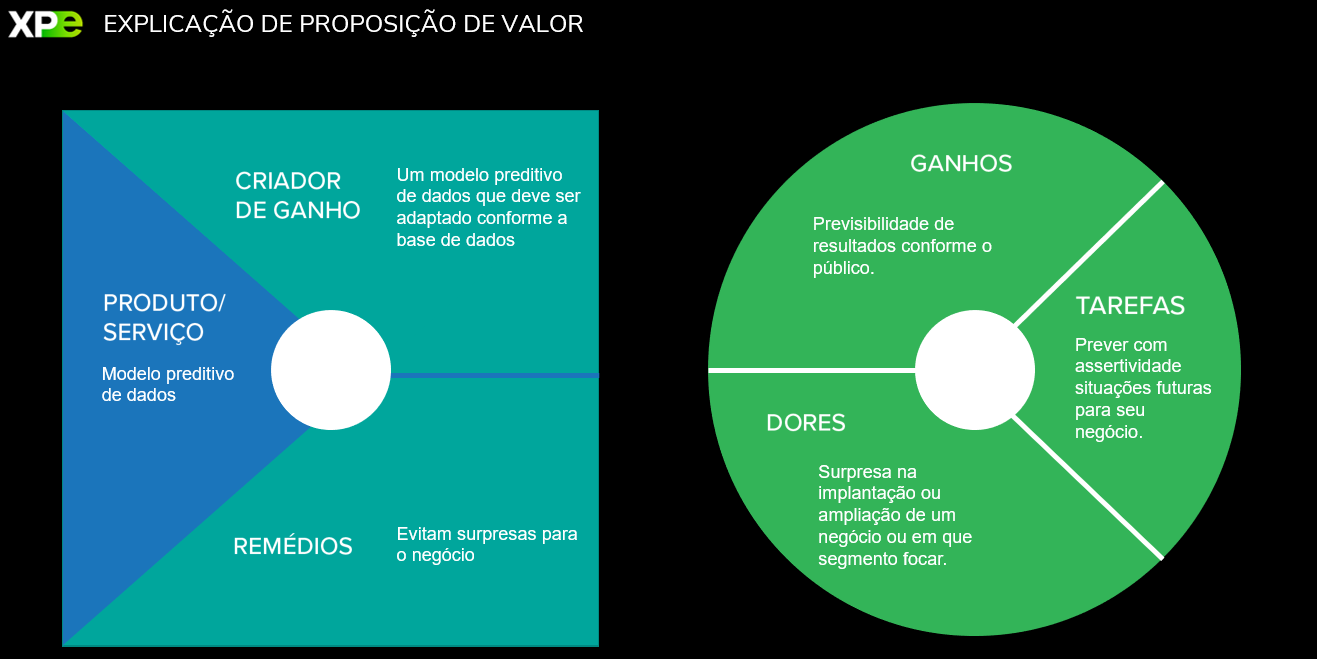 XPe EXPLICAÇÃO DE PROPOSIÇÃO DE VALOR
CRIADOR
DE GANHO
Um modelo preditivo
de dados que deve ser
adaptado conforme a
base de dados
PRODUTO/
SERVIÇO
Modelo preditivo
de dados
REMÉDIOS
Evitam surpresas para
o negócio
GANHOS
Previsibilidade de
resultados conforme o
público.
TAREFAS
Prever com
assertividade
situações futuras
para seu
negócio.
DORES
Surpresa na
implantação ou
ampliação de um
negócio ou em que
segmento focar.